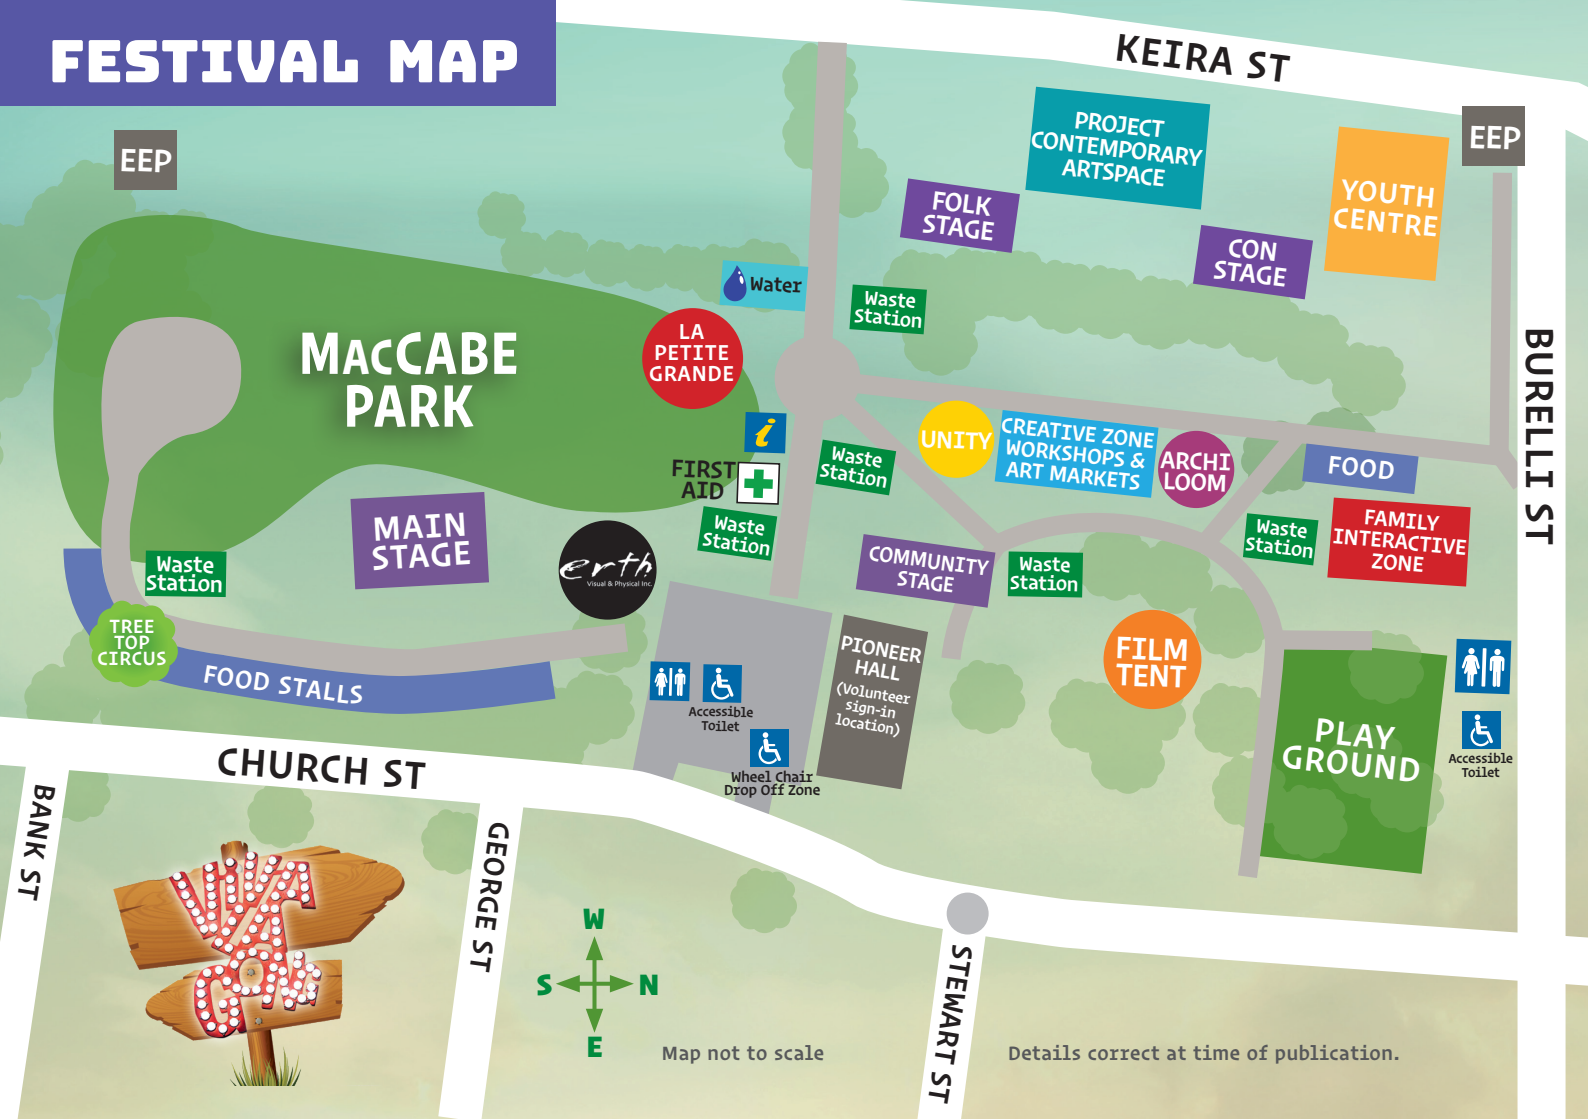 FESTIVAL MAP
KEIRA ST
EEP
EEP
PROJECT
CONTEMPORARY
ARTSPACE
YOUTH
CENTRE
FOLK
STAGE
CON
STAGE
Water
Waste
Station
LA
PETITE
GRANDE
MACCABE
PARK
BURELLI ST
i
FIRST
AID
Waste
Station
UNITY
CREATIVE ZONE
WORKSHOPS &
ART MARKETS
ARCHI
LOOM
FOOD
MAIN
STAGE
Waste
Station
erth
Visual & Physical Inc.
COMMUNITY
STAGE
Waste
Station
Waste
Station
FAMILY
INTERACTIVE
ZONE
Waste
Station
TREE
TOP
CIRCUS
FOOD STALLS
PIONEER
HALL
(Volunteer
sign-in
location)
FILM
TENT
Accessible
Toilet
Wheel Chair
Drop Off Zone
PLAY
GROUND
Accessible
Toilet
CHURCH ST
BANK ST
GEORGE ST
STEWART ST
VIVA
LA
GONG
W
S
N
E
Map not to scale
Details correct at time of publication.